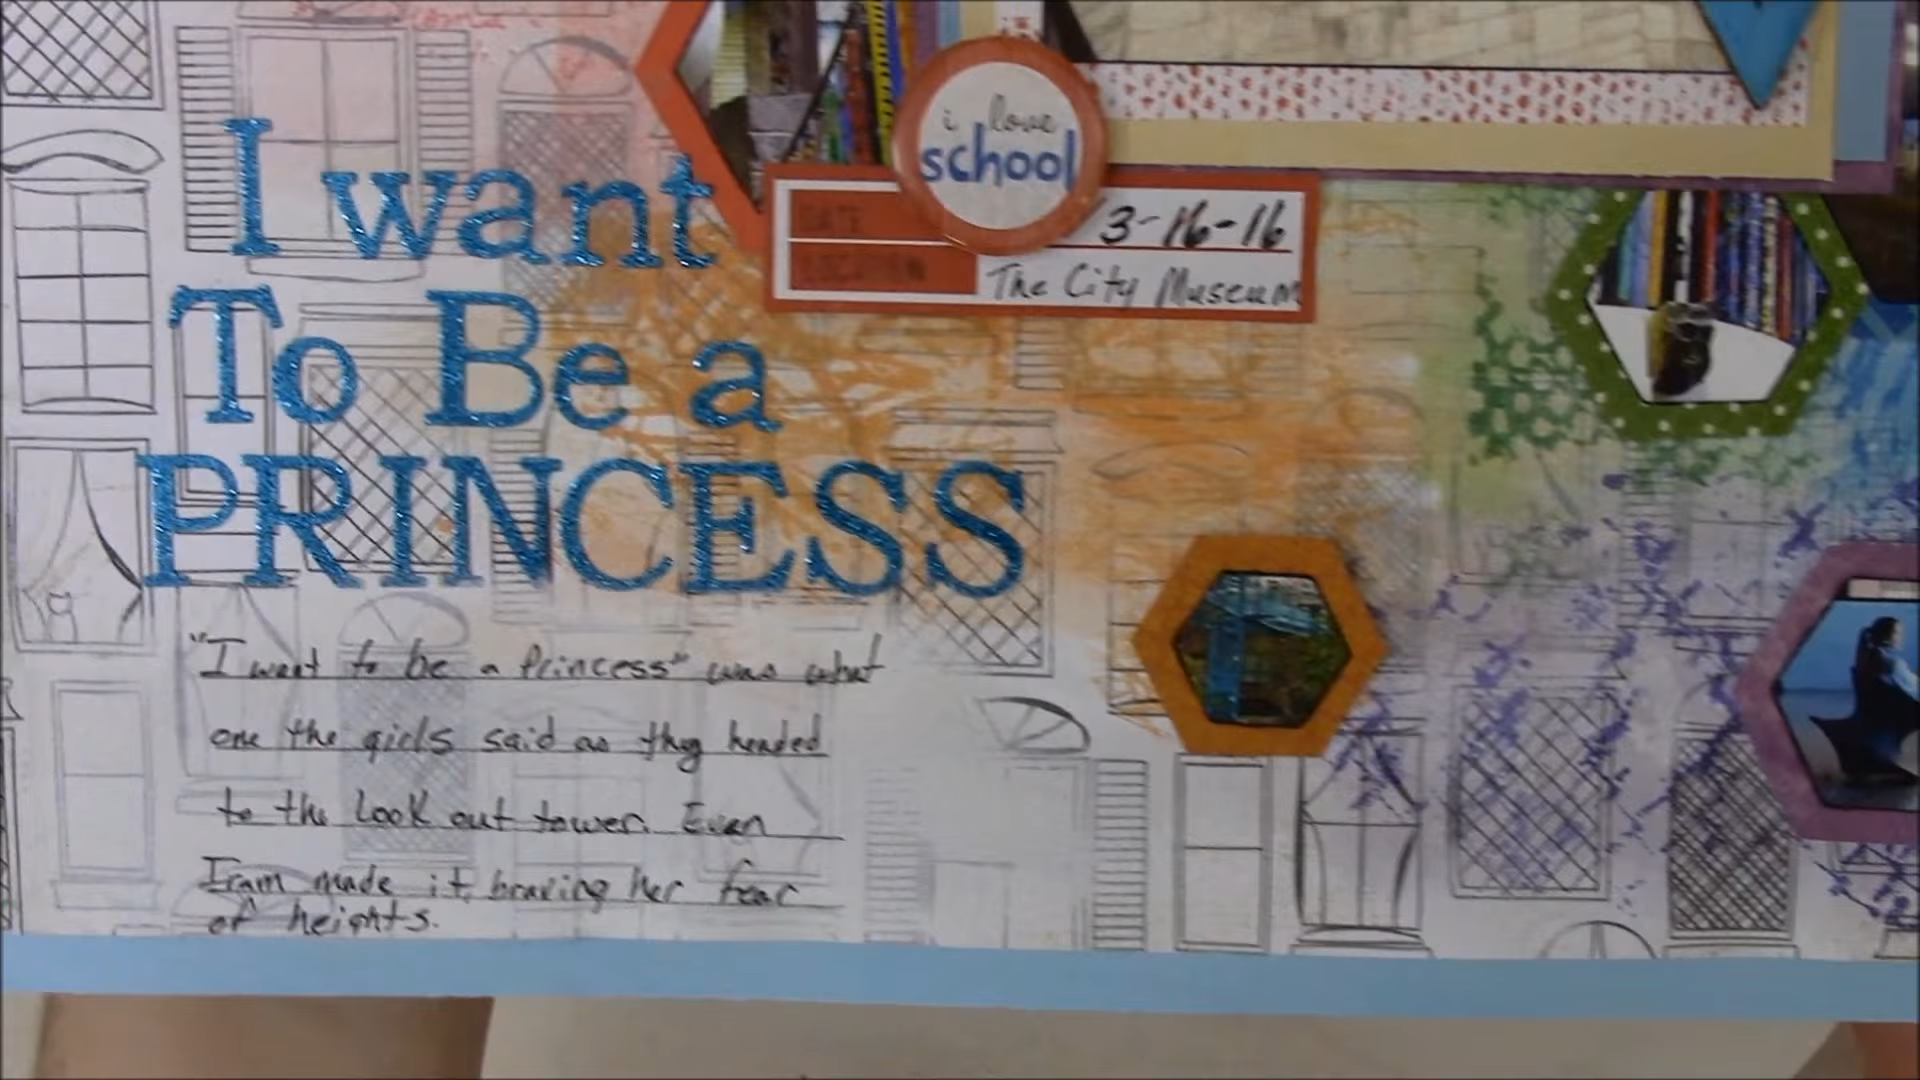 i love
school
DATE
3-16-16
LOCATION
The City Museum
I want
To Be a
PRINCESS
"I want to be a Princess" was what
one the girls said as they headed
to the Look out tower. Even
made it, braving her fear
of heights.